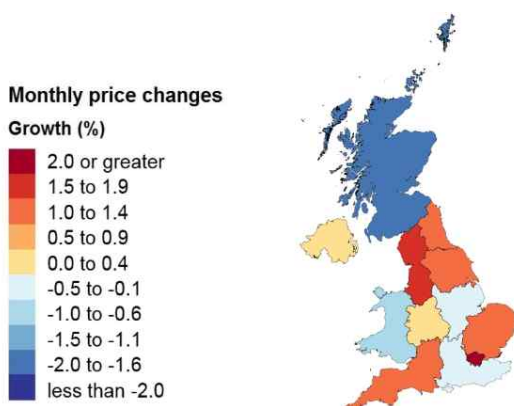 Monthly price changes
Growth (%)
2.0 or greater
1.5 to 1.9
1.0 to 1.4
0.5 to 0.9
0.0 to 0.4
-0.5 to -0.1
-1.0 to -0.6
-1.5 to -1.1
-2.0 to -1.6
less than -2.0